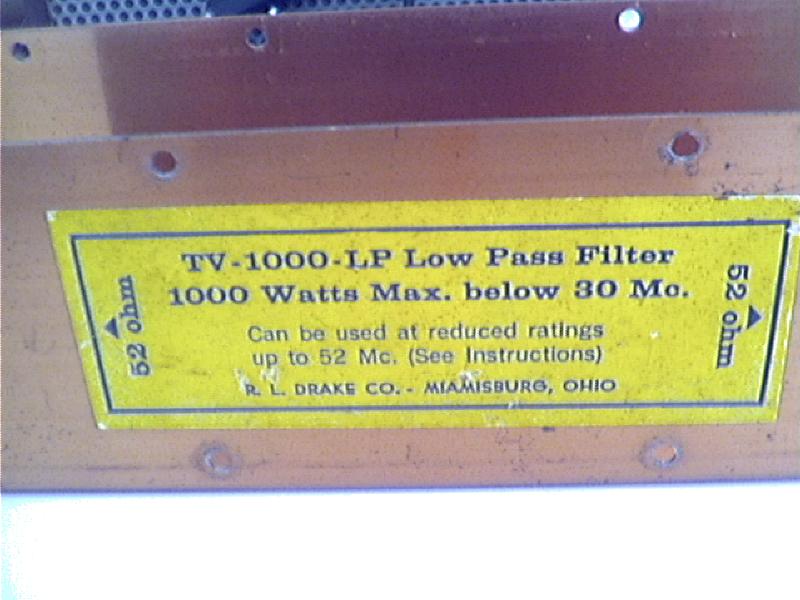 TV-1000-LP Low Pass Filter
1000 Watts Max. below 30 Mc.
Can be used at reduced ratings
up to 52 Mc. (See Instructions)
R. L. DRAKE CO. - MIAMISBURG, OHIO
52 ohm
52 ohm